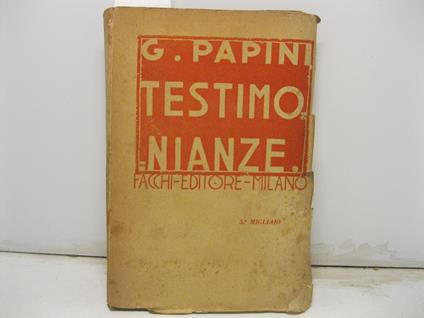 G. PAPINI
TESTIMO=
=NIANZE.
FACCHI-EDITORE-MILANO
5.º MIGLIAIO